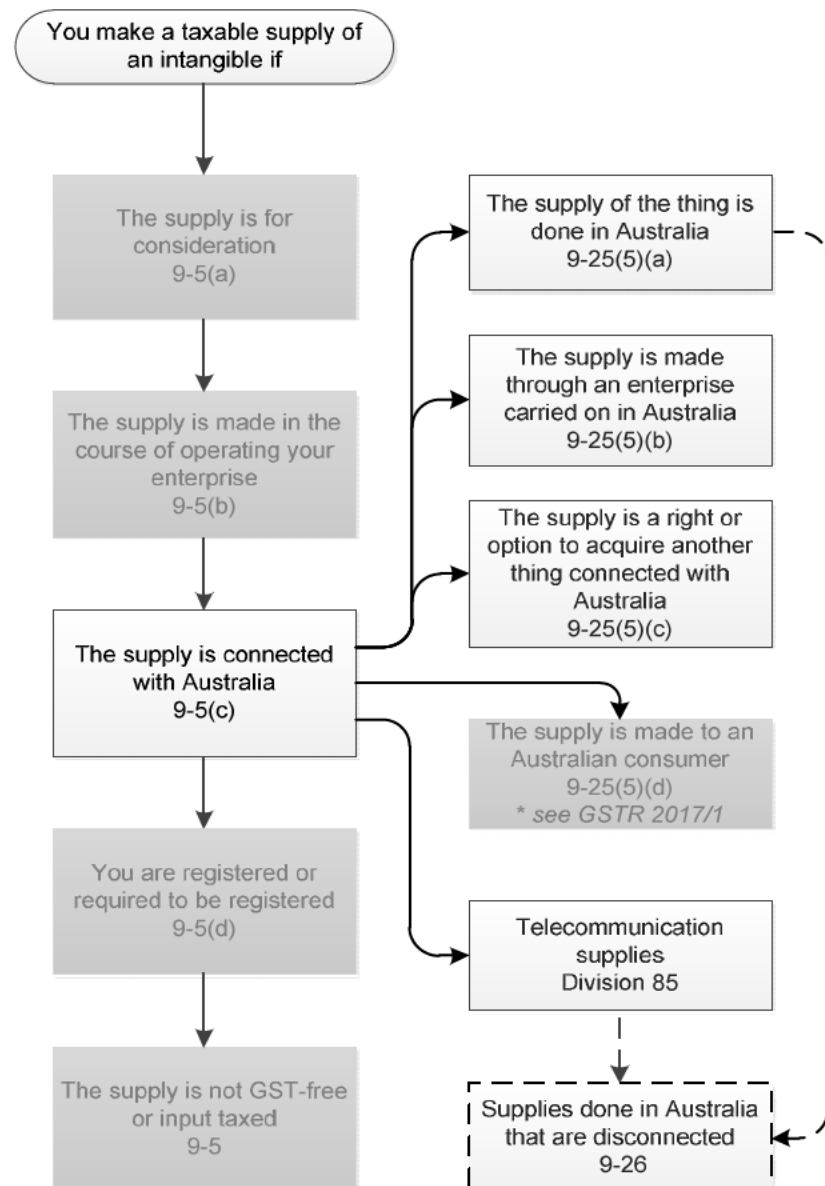 You make a taxable supply of
an intangible if
The supply is for
consideration
9-5(a)
The supply is made in the
course of operating your
enterprise
9-5(b)
The supply is connected
with Australia
9-5(c)
You are registered or
required to be registered
9-5(d)
The supply is not GST-free
or input taxed
9-5
The supply of the thing is
done in Australia
9-25(5)(a)
The supply is made
through an enterprise
carried on in Australia
9-25(5)(b)
The supply is a right or
option to acquire another
thing connected with
Australia
9-25(5)(c)
The supply is made to an
Australian consumer
9-25(5)(d)
* see GSTR 2017/1
Telecommunication
supplies
Division 85
Supplies done in Australia
that are disconnected
9-26